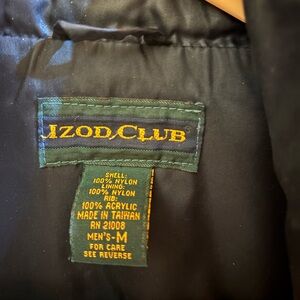 IZOD CLUB
SHELL:
100% NYLON
LINING:
100% NYLON
RIB:
100% ACRYLIC
MADE IN TAIWAN
RN 21008
MEN'S-M
FOR CARE
SEE REVERSE